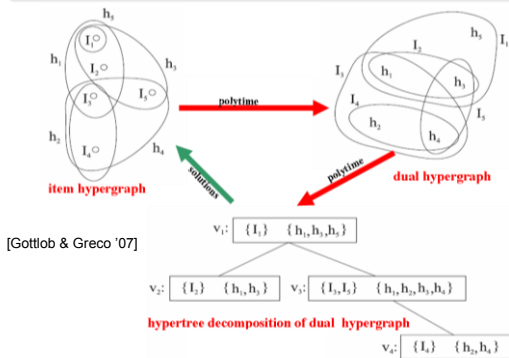 h₅
I₁
h₁
I₂
h₃
I₃
I₅
h₂
I₄
h₄
item hypergraph
polytime
h₅
I₁
I₂
I₃
h₁
h₃
I₄
I₅
h₂
h₄
dual hypergraph
polytime
solutions
[Gottlob & Greco '07]
v₁: {I₁} {h₁,h₃,h₅}
v₂: {I₂} {h₁,h₃} v₃: {I₃,I₅} {h₁,h₂,h₃,h₄}
hypertree decomposition of dual hypergraph
v₄: {I₄} {h₂,h₄}